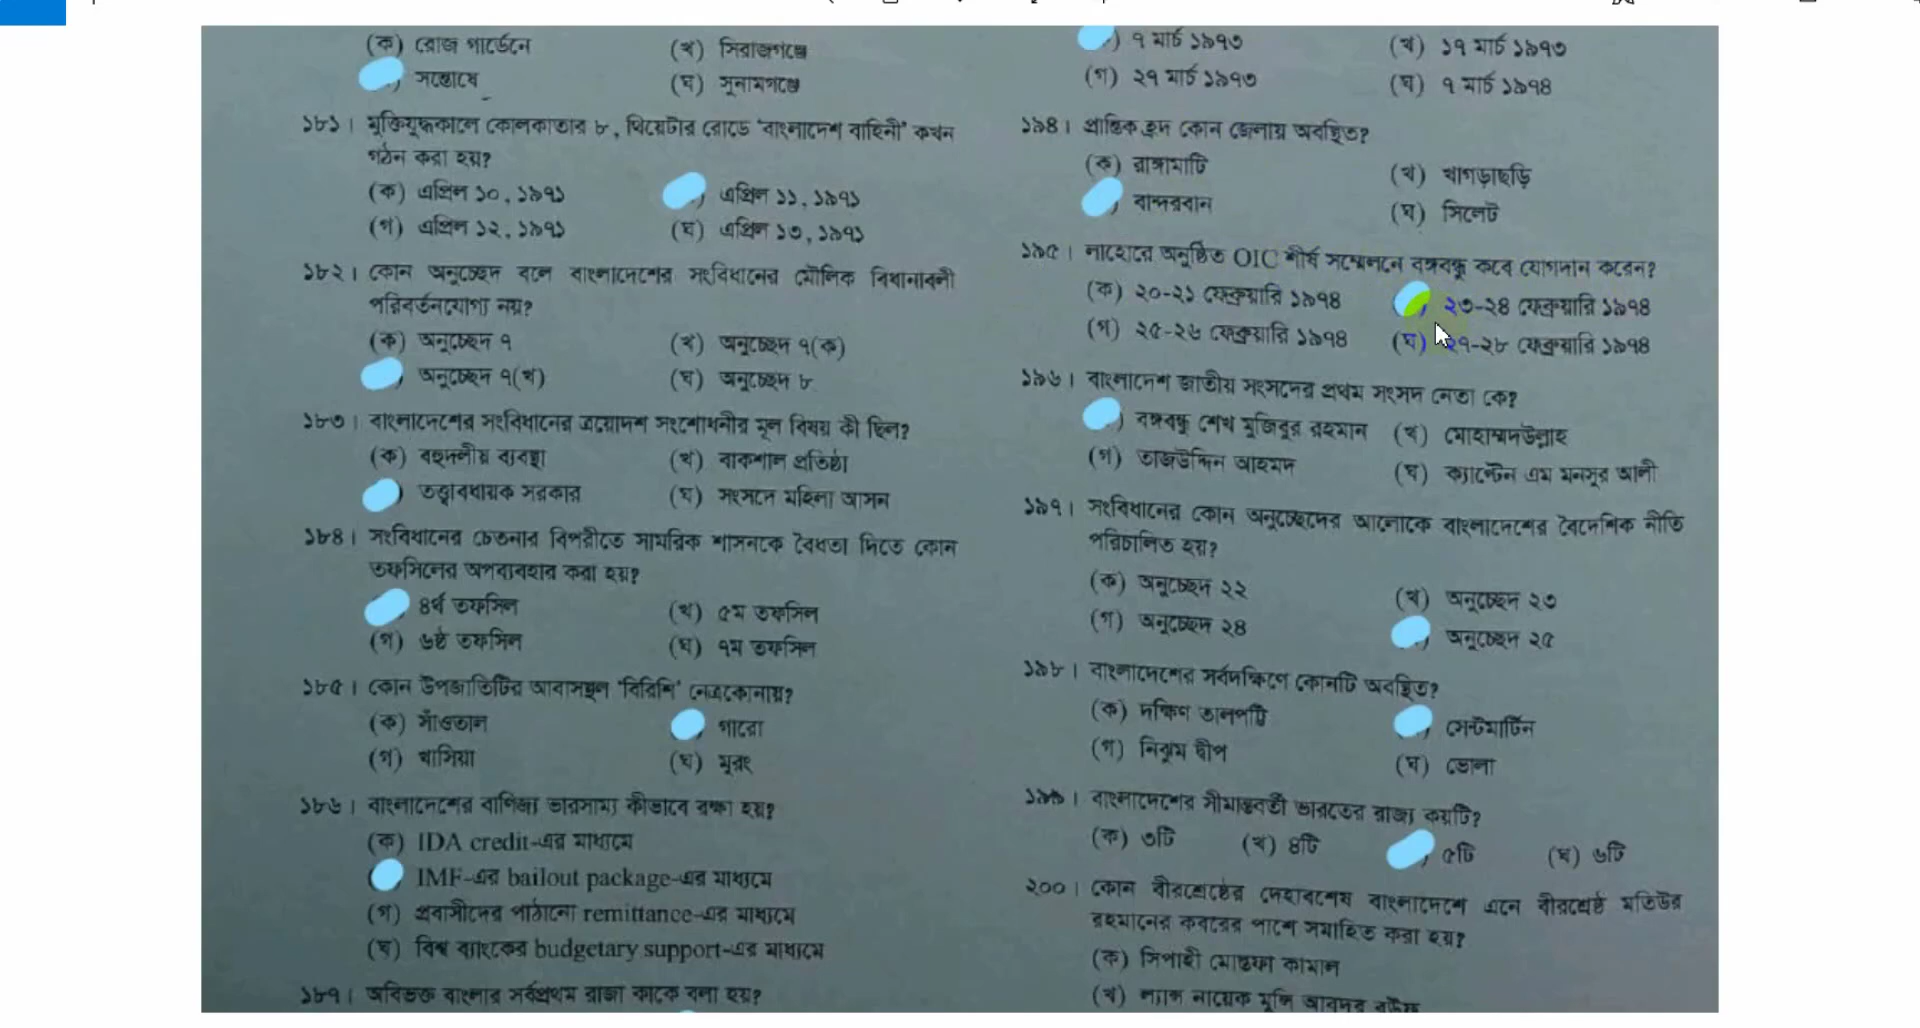 (ক) রোজ গার্ডেনে (খ) সিরাজগঞ্জে
) সন্তোষে (ঘ) সুনামগঞ্জে
১৮১। মুক্তিযুদ্ধকালে কোলকাতার ৮, থিয়েটার রোডে ‘বাংলাদেশ বাহিনী’ কখন
গঠন করা হয়?
(ক) এপ্রিল ১০, ১৯৭১ ) এপ্রিল ১১, ১৯৭১
(গ) এপ্রিল ১২, ১৯৭১ (ঘ) এপ্রিল ১৩, ১৯৭১
১৮২। কোন অনুচ্ছেদ বলে বাংলাদেশের সংবিধানের মৌলিক বিধানাবলী
পরিবর্তনযোগ্য নয়?
(ক) অনুচ্ছেদ ৭ (খ) অনুচ্ছেদ ৭(ক)
) অনুচ্ছেদ ৭(খ) (ঘ) অনুচ্ছেদ ৮
১৮৩। বাংলাদেশের সংবিধানের ত্রয়োদশ সংশোধনীর মূল বিষয় কী ছিল?
(ক) বহুদলীয় ব্যবস্থা (খ) বাকশাল প্রতিষ্ঠা
) তত্ত্বাবধায়ক সরকার (ঘ) সংসদে মহিলা আসন
১৮৪। সংবিধানের চেতনার বিপরীতে সামরিক শাসনকে বৈধতা দিতে কোন
তফসিলের অপব্যবহার করা হয়?
৪র্থ তফসিল (খ) ৫ম তফসিল
(গ) ৬ষ্ঠ তফসিল (ঘ) ৭ম তফসিল
১৮৫। কোন উপজাতিটির আবাসস্থল ‘বিরিশি’ নেত্রকোনায়?
(ক) সাঁওতাল গারো
(গ) খাসিয়া (ঘ) মুরং
১৮৬। বাংলাদেশের বাণিজ্য ভারসাম্য কীভাবে রক্ষা হয়?
(ক) IDA credit-এর মাধ্যমে
IMF-এর bailout package-এর মাধ্যমে
(গ) প্রবাসীদের পাঠানো remittance-এর মাধ্যমে
(ঘ) বিশ্ব ব্যাংকের budgetary support-এর মাধ্যমে
১৮৭। অবিভক্ত বাংলার সর্বপ্রথম রাজা কাকে বলা হয়?
) ৭ মার্চ ১৯৭৩ (খ) ১৭ মার্চ ১৯৭৩
(গ) ২৭ মার্চ ১৯৭৩ (ঘ) ৭ মার্চ ১৯৭৪
১৯৪। প্রান্তিক হ্রদ কোন জেলায় অবস্থিত?
(ক) রাঙ্গামাটি (খ) খাগড়াছড়ি
বান্দরবান (ঘ) সিলেট
১৯৫। লাহোরে অনুষ্ঠিত OIC শীর্ষ সম্মেলনে বঙ্গবন্ধু কবে যোগদান করেন?
(ক) ২০-২১ ফেব্রুয়ারি ১৯৭৪ ২৩-২৪ ফেব্রুয়ারি ১৯৭৪
(গ) ২৫-২৬ ফেব্রুয়ারি ১৯৭৪ (ঘ) ২৭-২৮ ফেব্রুয়ারি ১৯৭৪
১৯৬। বাংলাদেশ জাতীয় সংসদের প্রথম সংসদ নেতা কে?
) বঙ্গবন্ধু শেখ মুজিবুর রহমান (খ) মোহাম্মদউল্লাহ
(গ) তাজউদ্দিন আহমদ (ঘ) ক্যাপ্টেন এম মনসুর আলী
১৯৭। সংবিধানের কোন অনুচ্ছেদের আলোকে বাংলাদেশের বৈদেশিক নীতি
পরিচালিত হয়?
(ক) অনুচ্ছেদ ২২ (খ) অনুচ্ছেদ ২৩
(গ) অনুচ্ছেদ ২৪ অনুচ্ছেদ ২৫
১৯৮। বাংলাদেশের সর্বদক্ষিণে কোনটি অবস্থিত?
(ক) দক্ষিণ তালপট্টি সেন্টমার্টিন
(গ) নিঝুম দ্বীপ (ঘ) ভোলা
১৯৯। বাংলাদেশের সীমান্তবর্তী ভারতের রাজ্য কয়টি?
(ক) ৩টি (খ) ৪টি ৫টি (ঘ) ৬টি
২০০। কোন বীরশ্রেষ্ঠের দেহাবশেষ বাংলাদেশে এনে বীরশ্রেষ্ঠ মতিউর
রহমানের কবরের পাশে সমাহিত করা হয়?
(ক) সিপাহী মোস্তফা কামাল
(খ) ল্যান্স নায়েক মুন্সি আবদুর রউফ